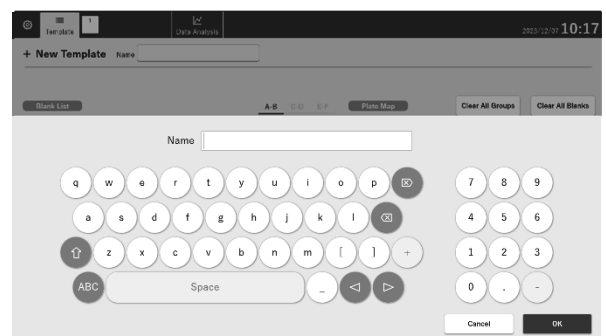 Template
1
Data Analysis
2023/12/07 10:17
+ New Template Name
Blank List A-B C-D E-F Plate Map Clear All Groups Clear All Blanks
Name
q w e r t y u i o p 7 8 9
a s d f g h j k l 4 5 6
z x c v b n m [ ] + 1 2 3
ABC Space _ 0 . -
Cancel OK